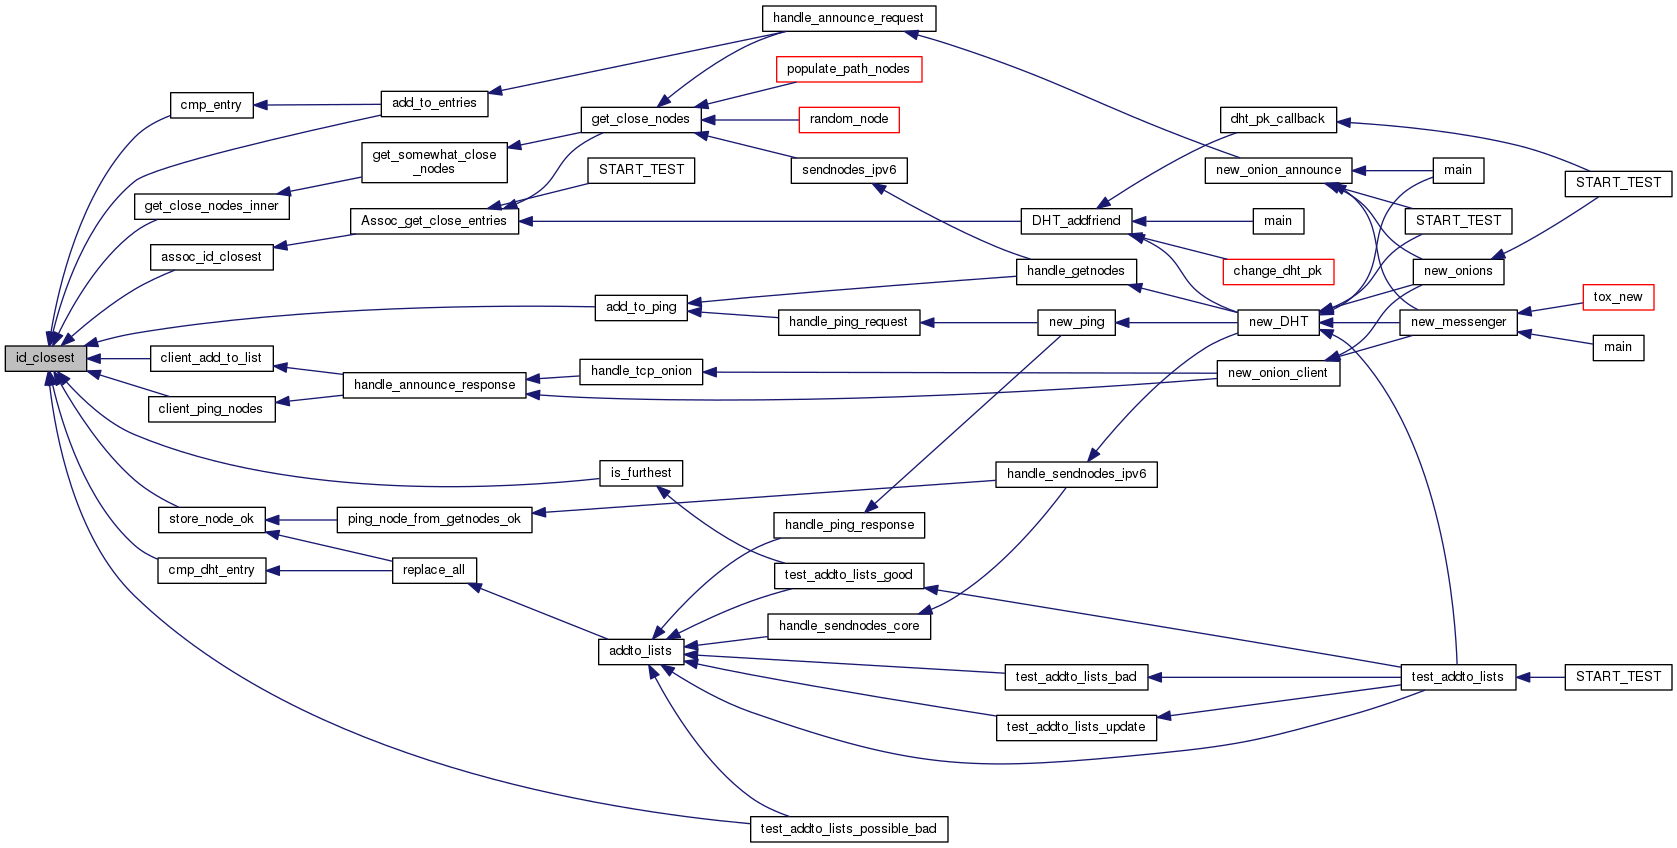 handle_announce_request
populate_path_nodes
cmp_entry
add_to_entries
get_close_nodes
random_node
dht_pk_callback
get_somewhat_close
_nodes
START_TEST
sendnodes_ipv6
new_onion_announce
main
START_TEST
get_close_nodes_inner
Assoc_get_close_entries
DHT_addfriend
main
START_TEST
assoc_id_closest
handle_getnodes
change_dht_pk
new_onions
add_to_ping
handle_ping_request
new_ping
new_DHT
new_messenger
tox_new
id_closest
client_add_to_list
handle_announce_response
handle_tcp_onion
new_onion_client
main
client_ping_nodes
is_furthest
handle_sendnodes_ipv6
store_node_ok
ping_node_from_getnodes_ok
handle_ping_response
cmp_dht_entry
replace_all
test_addto_lists_good
handle_sendnodes_core
addto_lists
test_addto_lists_bad
test_addto_lists
START_TEST
test_addto_lists_update
test_addto_lists_possible_bad